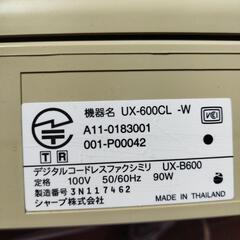 機器名 UX-600CL -W
A11-0183001
001-P00042
VCI
T R
デジタルコードレスファクシミリ UX-B600
定格 100V 50/60Hz 90W
製造番号 3N117462
シャープ株式会社 MADE IN THAILAND